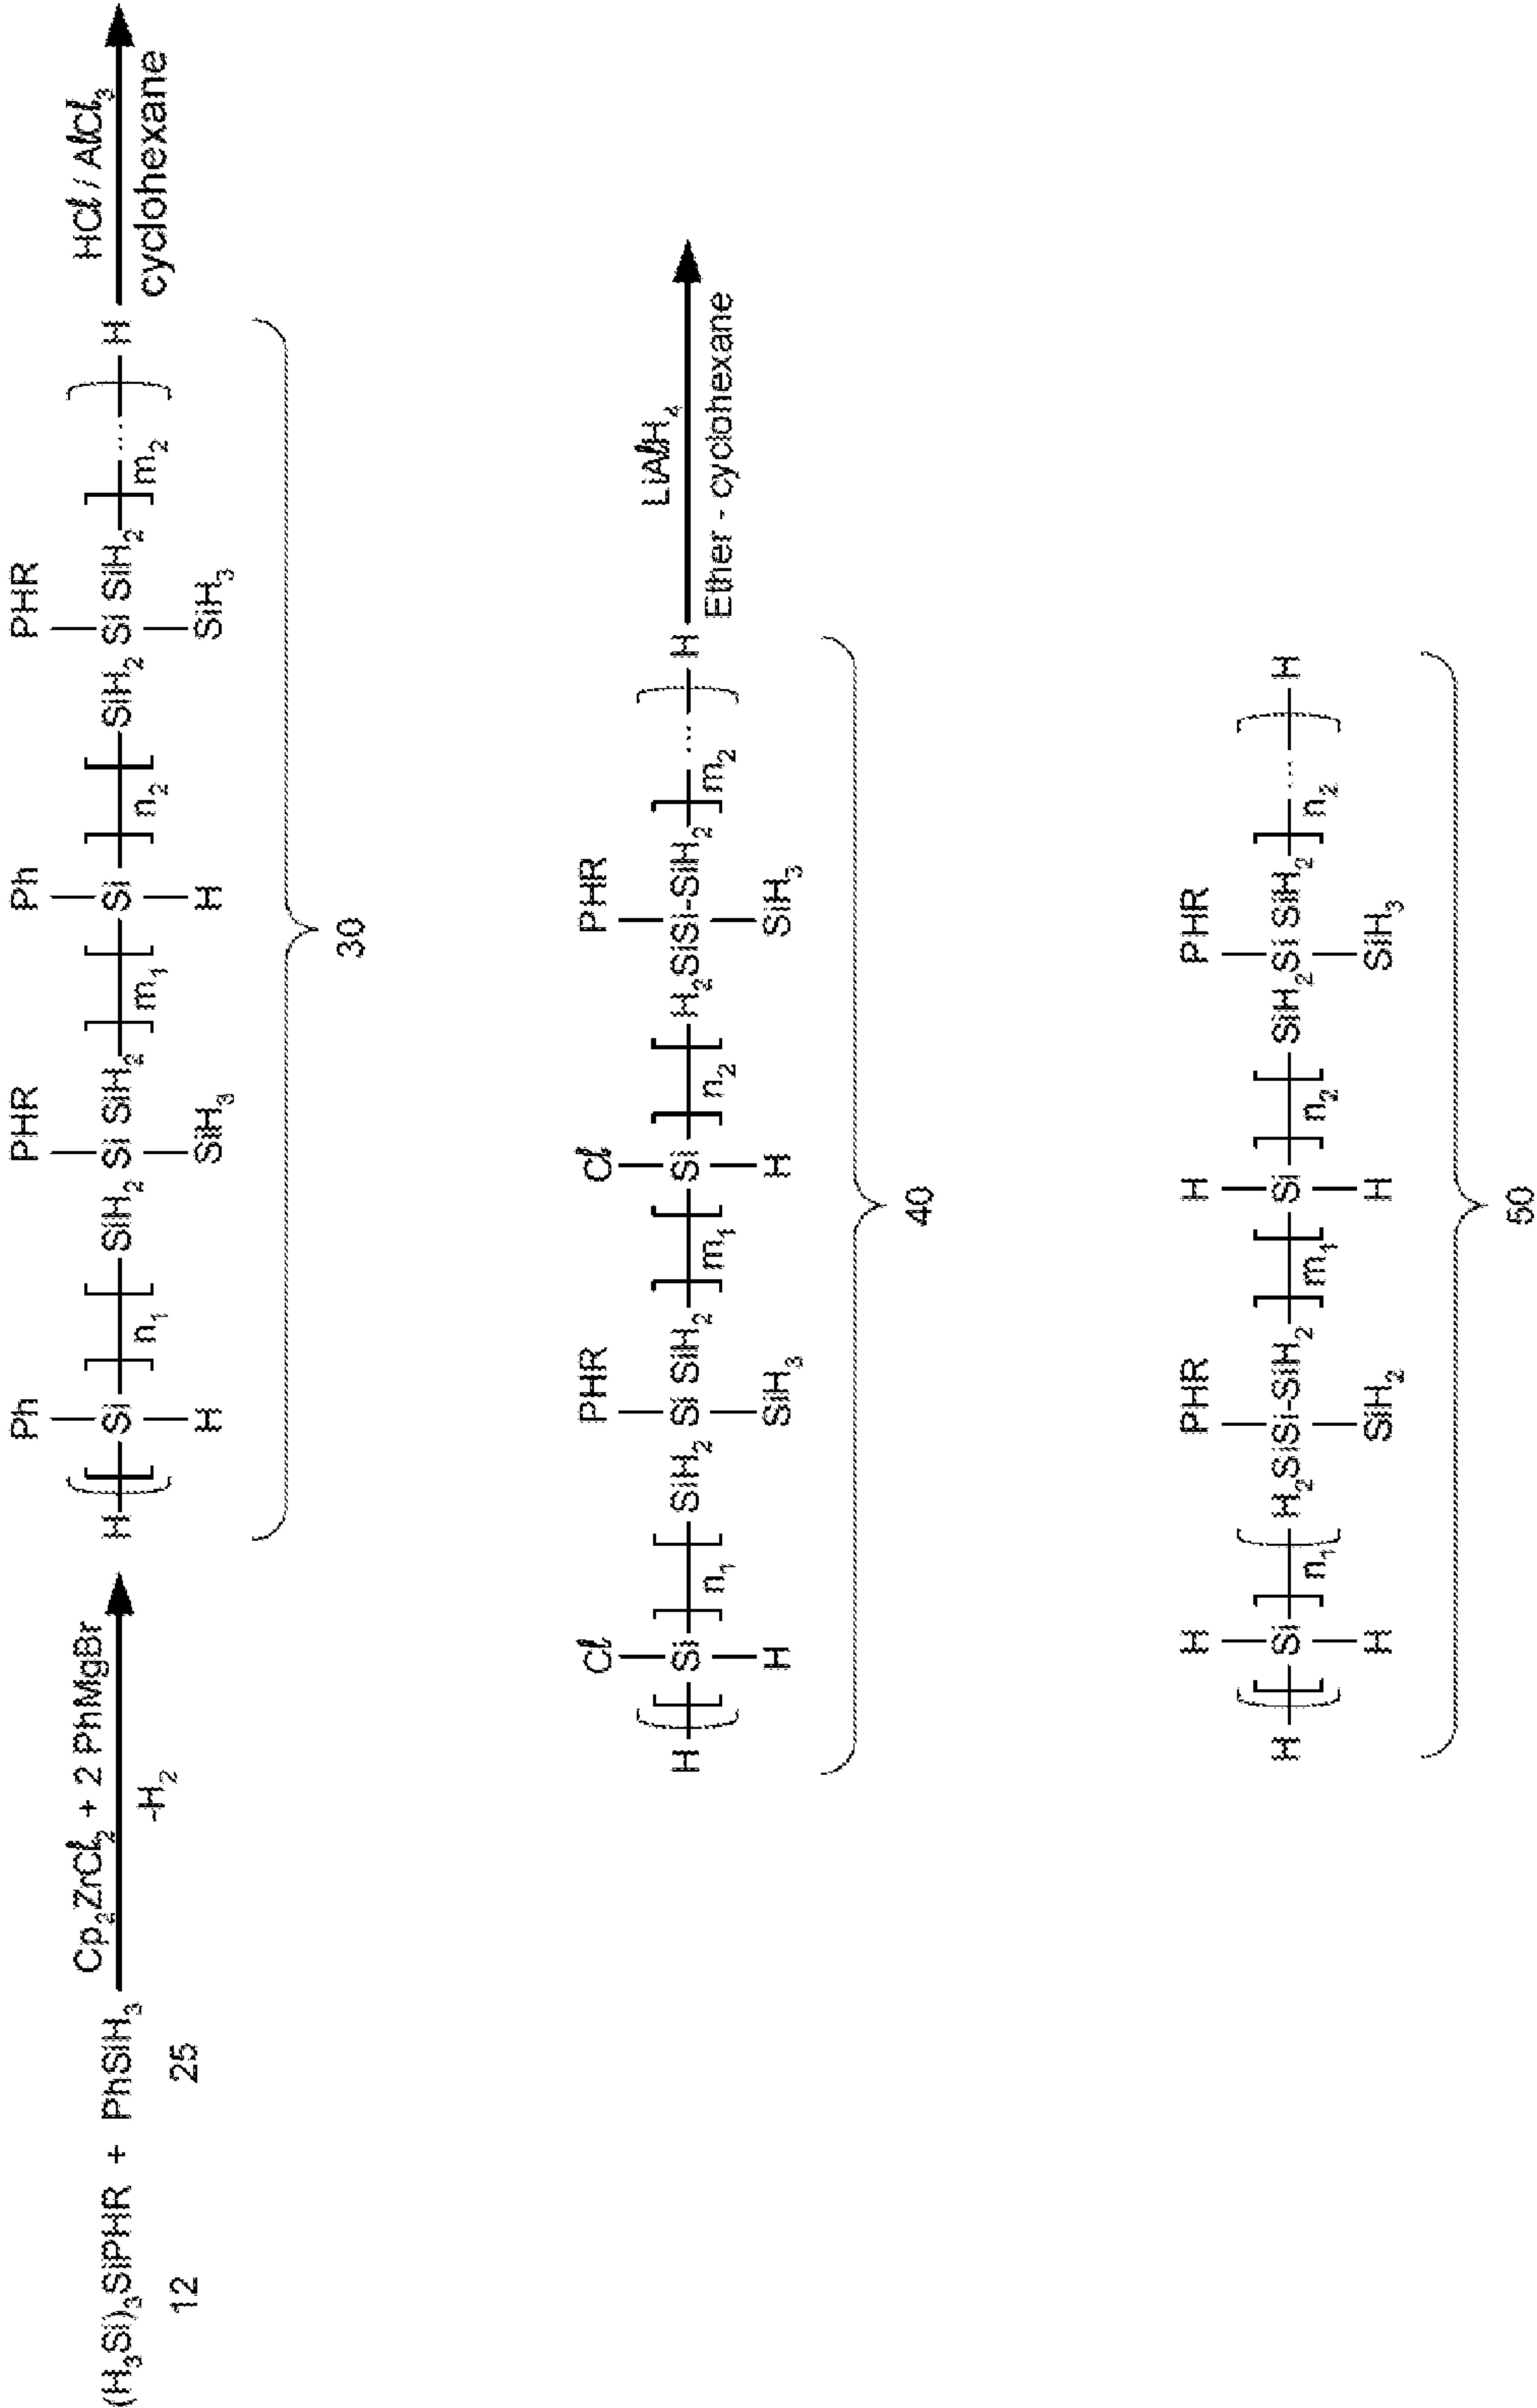 (H₃Si)₃SiPHR + PhSiH₃
12 25
Cp₂ZrCl₂ + 2 PhMgBr
-H₂
Ph PHR Ph PHR
H [ Si ] n₁ SiH₂ Si SiH₂ ] m₁ [ Si ] n₂ SiH₂ Si SiH₂ ] m₂ ... H
H SiH₃ H SiH₃
30
HCl / AlCl₃
cyclohexane
Cl PHR Cl PHR
H [ Si ] n₁ SiH₂ Si SiH₂ ] m₁ [ Si ] n₂ H₂SiSi-SiH₂ ] m₂ ... H
H SiH₃ H SiH₃
40
LiAlH₄
Ether - cyclohexane
H PHR H PHR
H [ Si ] n₁ H₂SiSi-SiH₂ ] m₁ [ Si ] n₂ SiH₂Si SiH₂ ] n₂ ... H
H SiH₂ H SiH₃
50